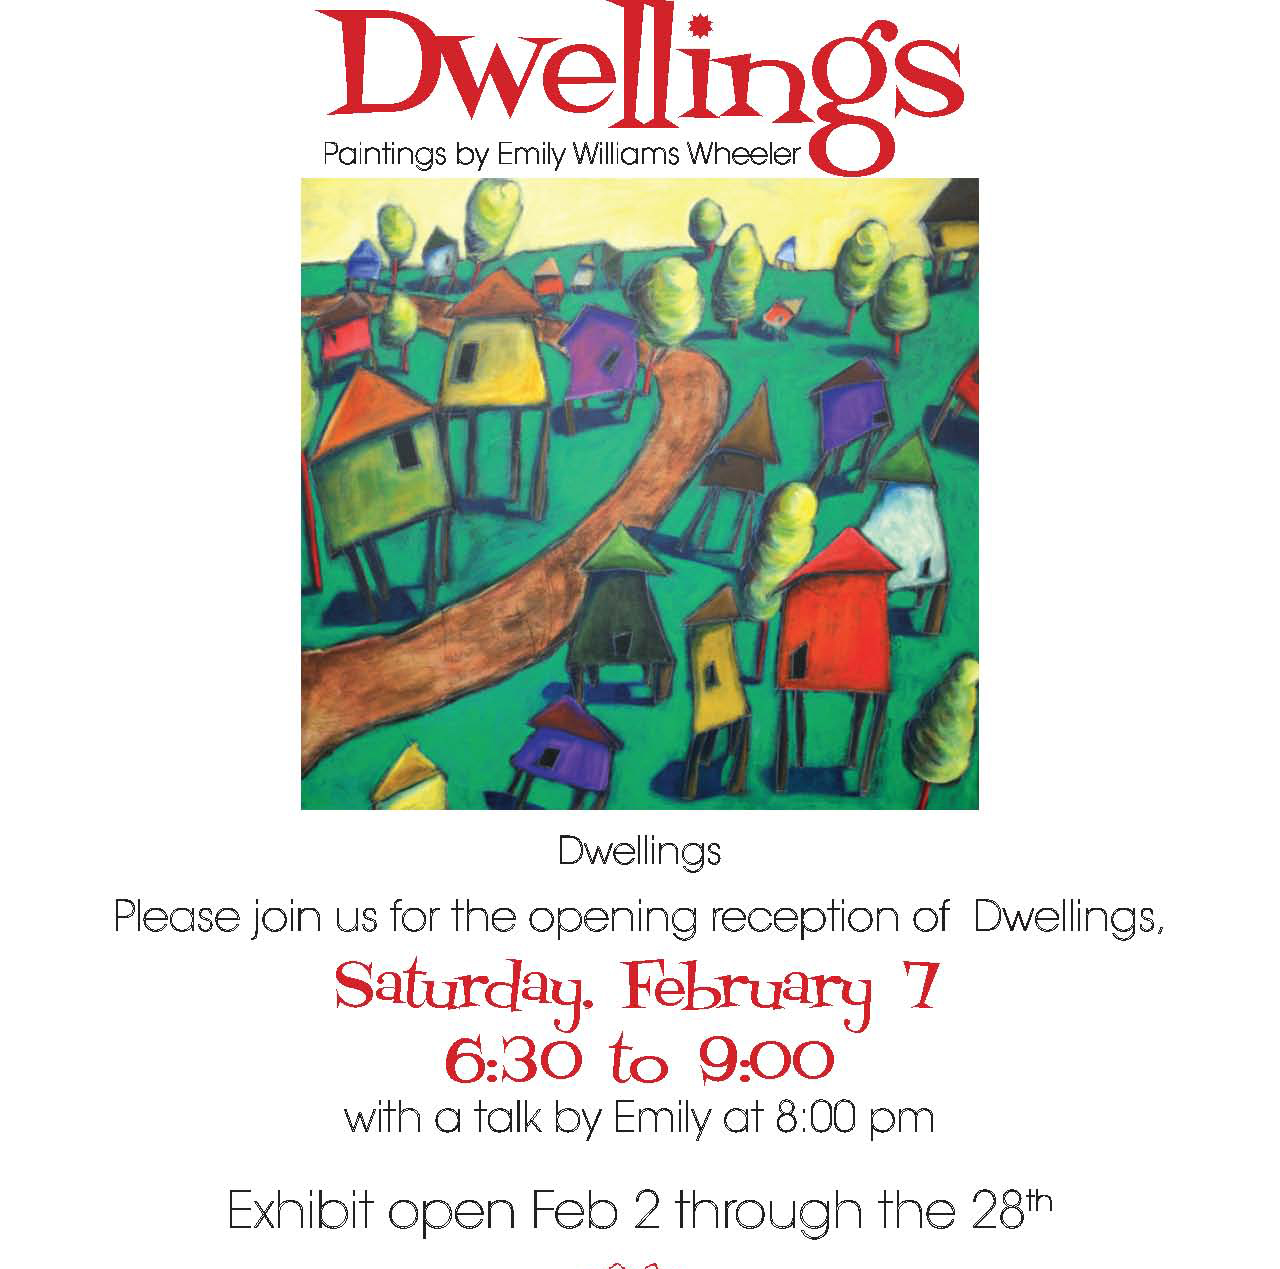 Dwellings
Paintings by Emily Williams Wheeler
Dwellings
Please join us for the opening reception of Dwellings,
Saturday, February 7
6:30 to 9:00
with a talk by Emily at 8:00 pm
Exhibit open Feb 2 through the 28th